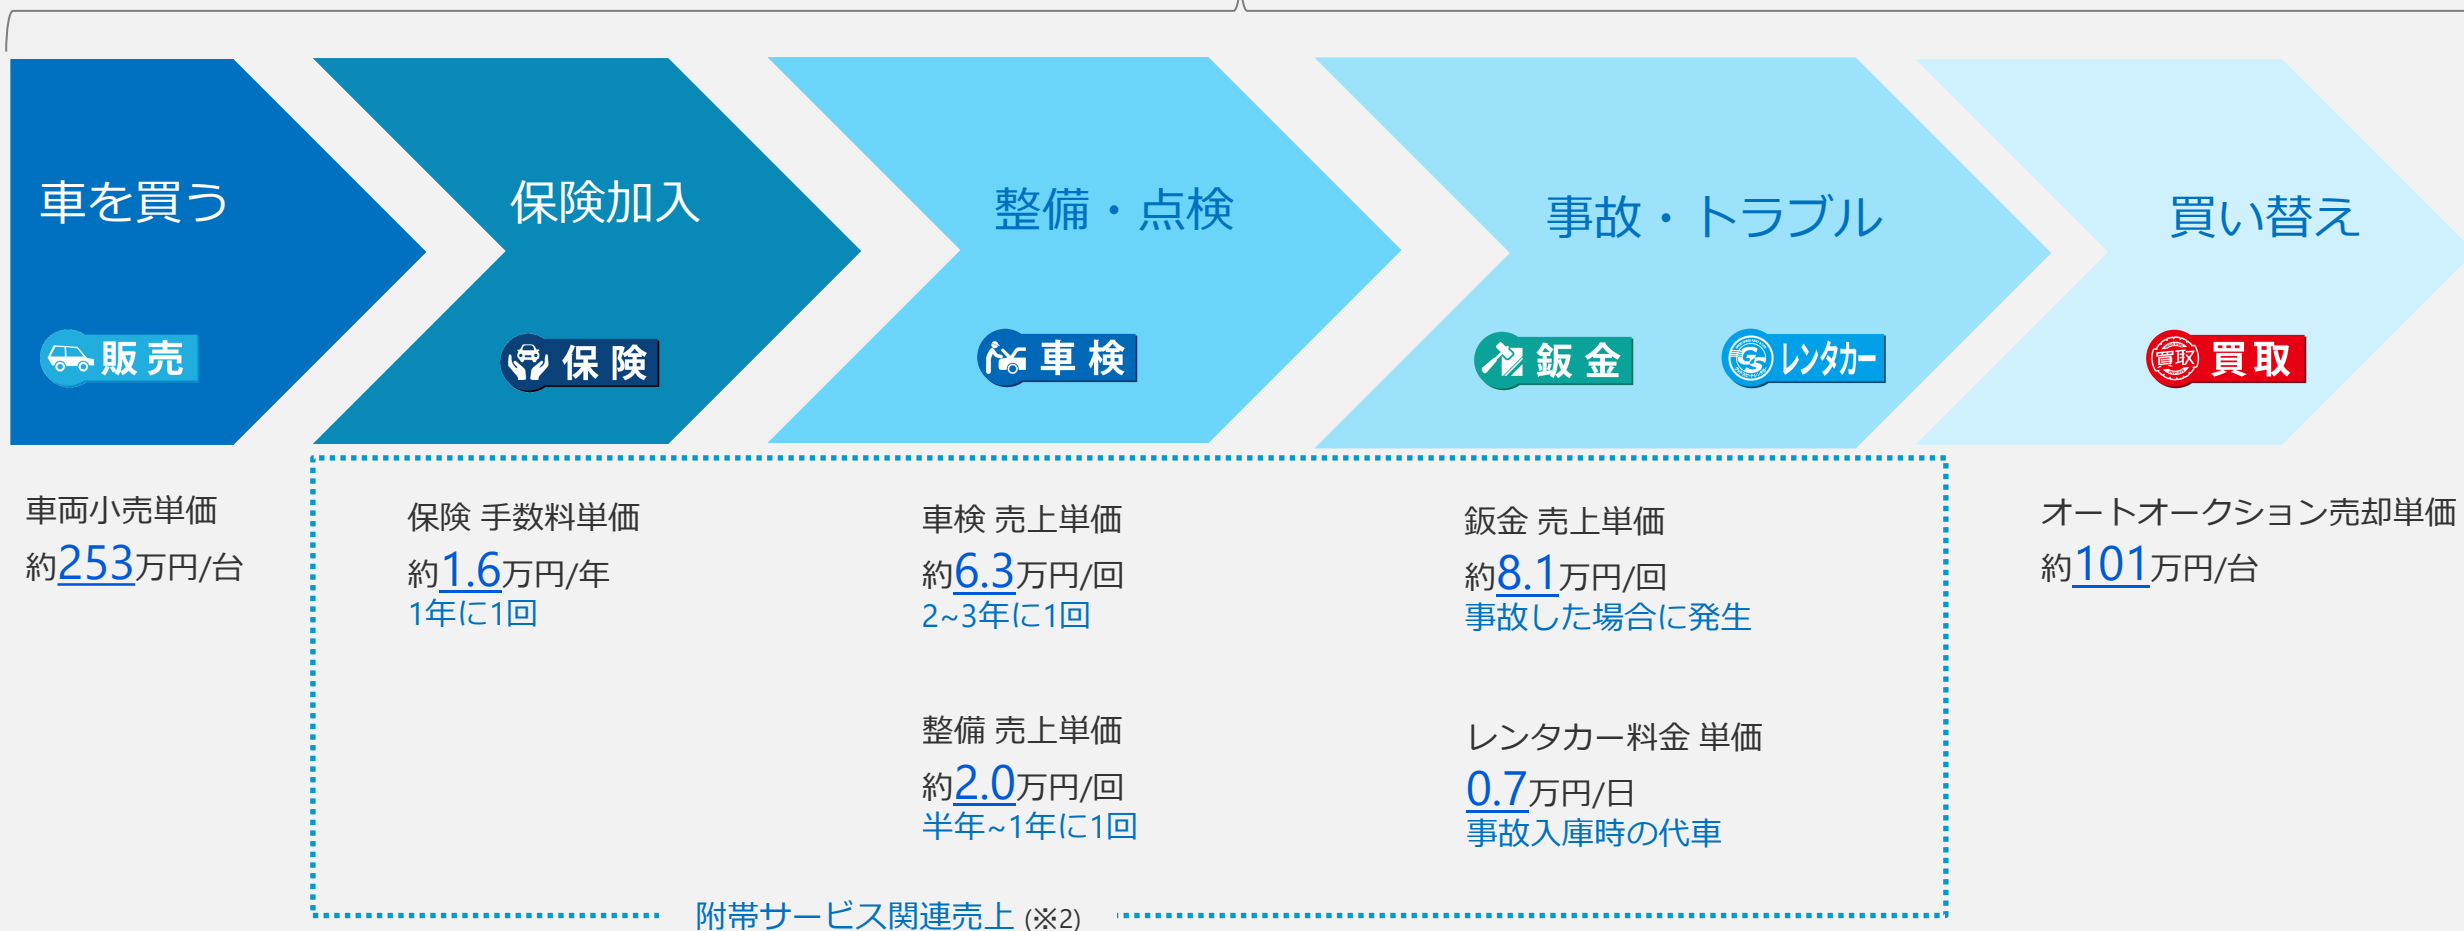 車を買う
販売
車両小売単価
約253万円/台
保険加入
保険
保険 手数料単価
約1.6万円/年
1年に1回
整備・点検
車検
車検 売上単価
約6.3万円/回
2~3年に1回
整備 売上単価
約2.0万円/回
半年~1年に1回
事故・トラブル
鈑金
レンタカー
鈑金 売上単価
約8.1万円/回
事故した場合に発生
レンタカー料金 単価
0.7万円/日
事故入庫時の代車
買い替え
買取
買取
オートオークション売却単価
約101万円/台
附帯サービス関連売上 (※2)